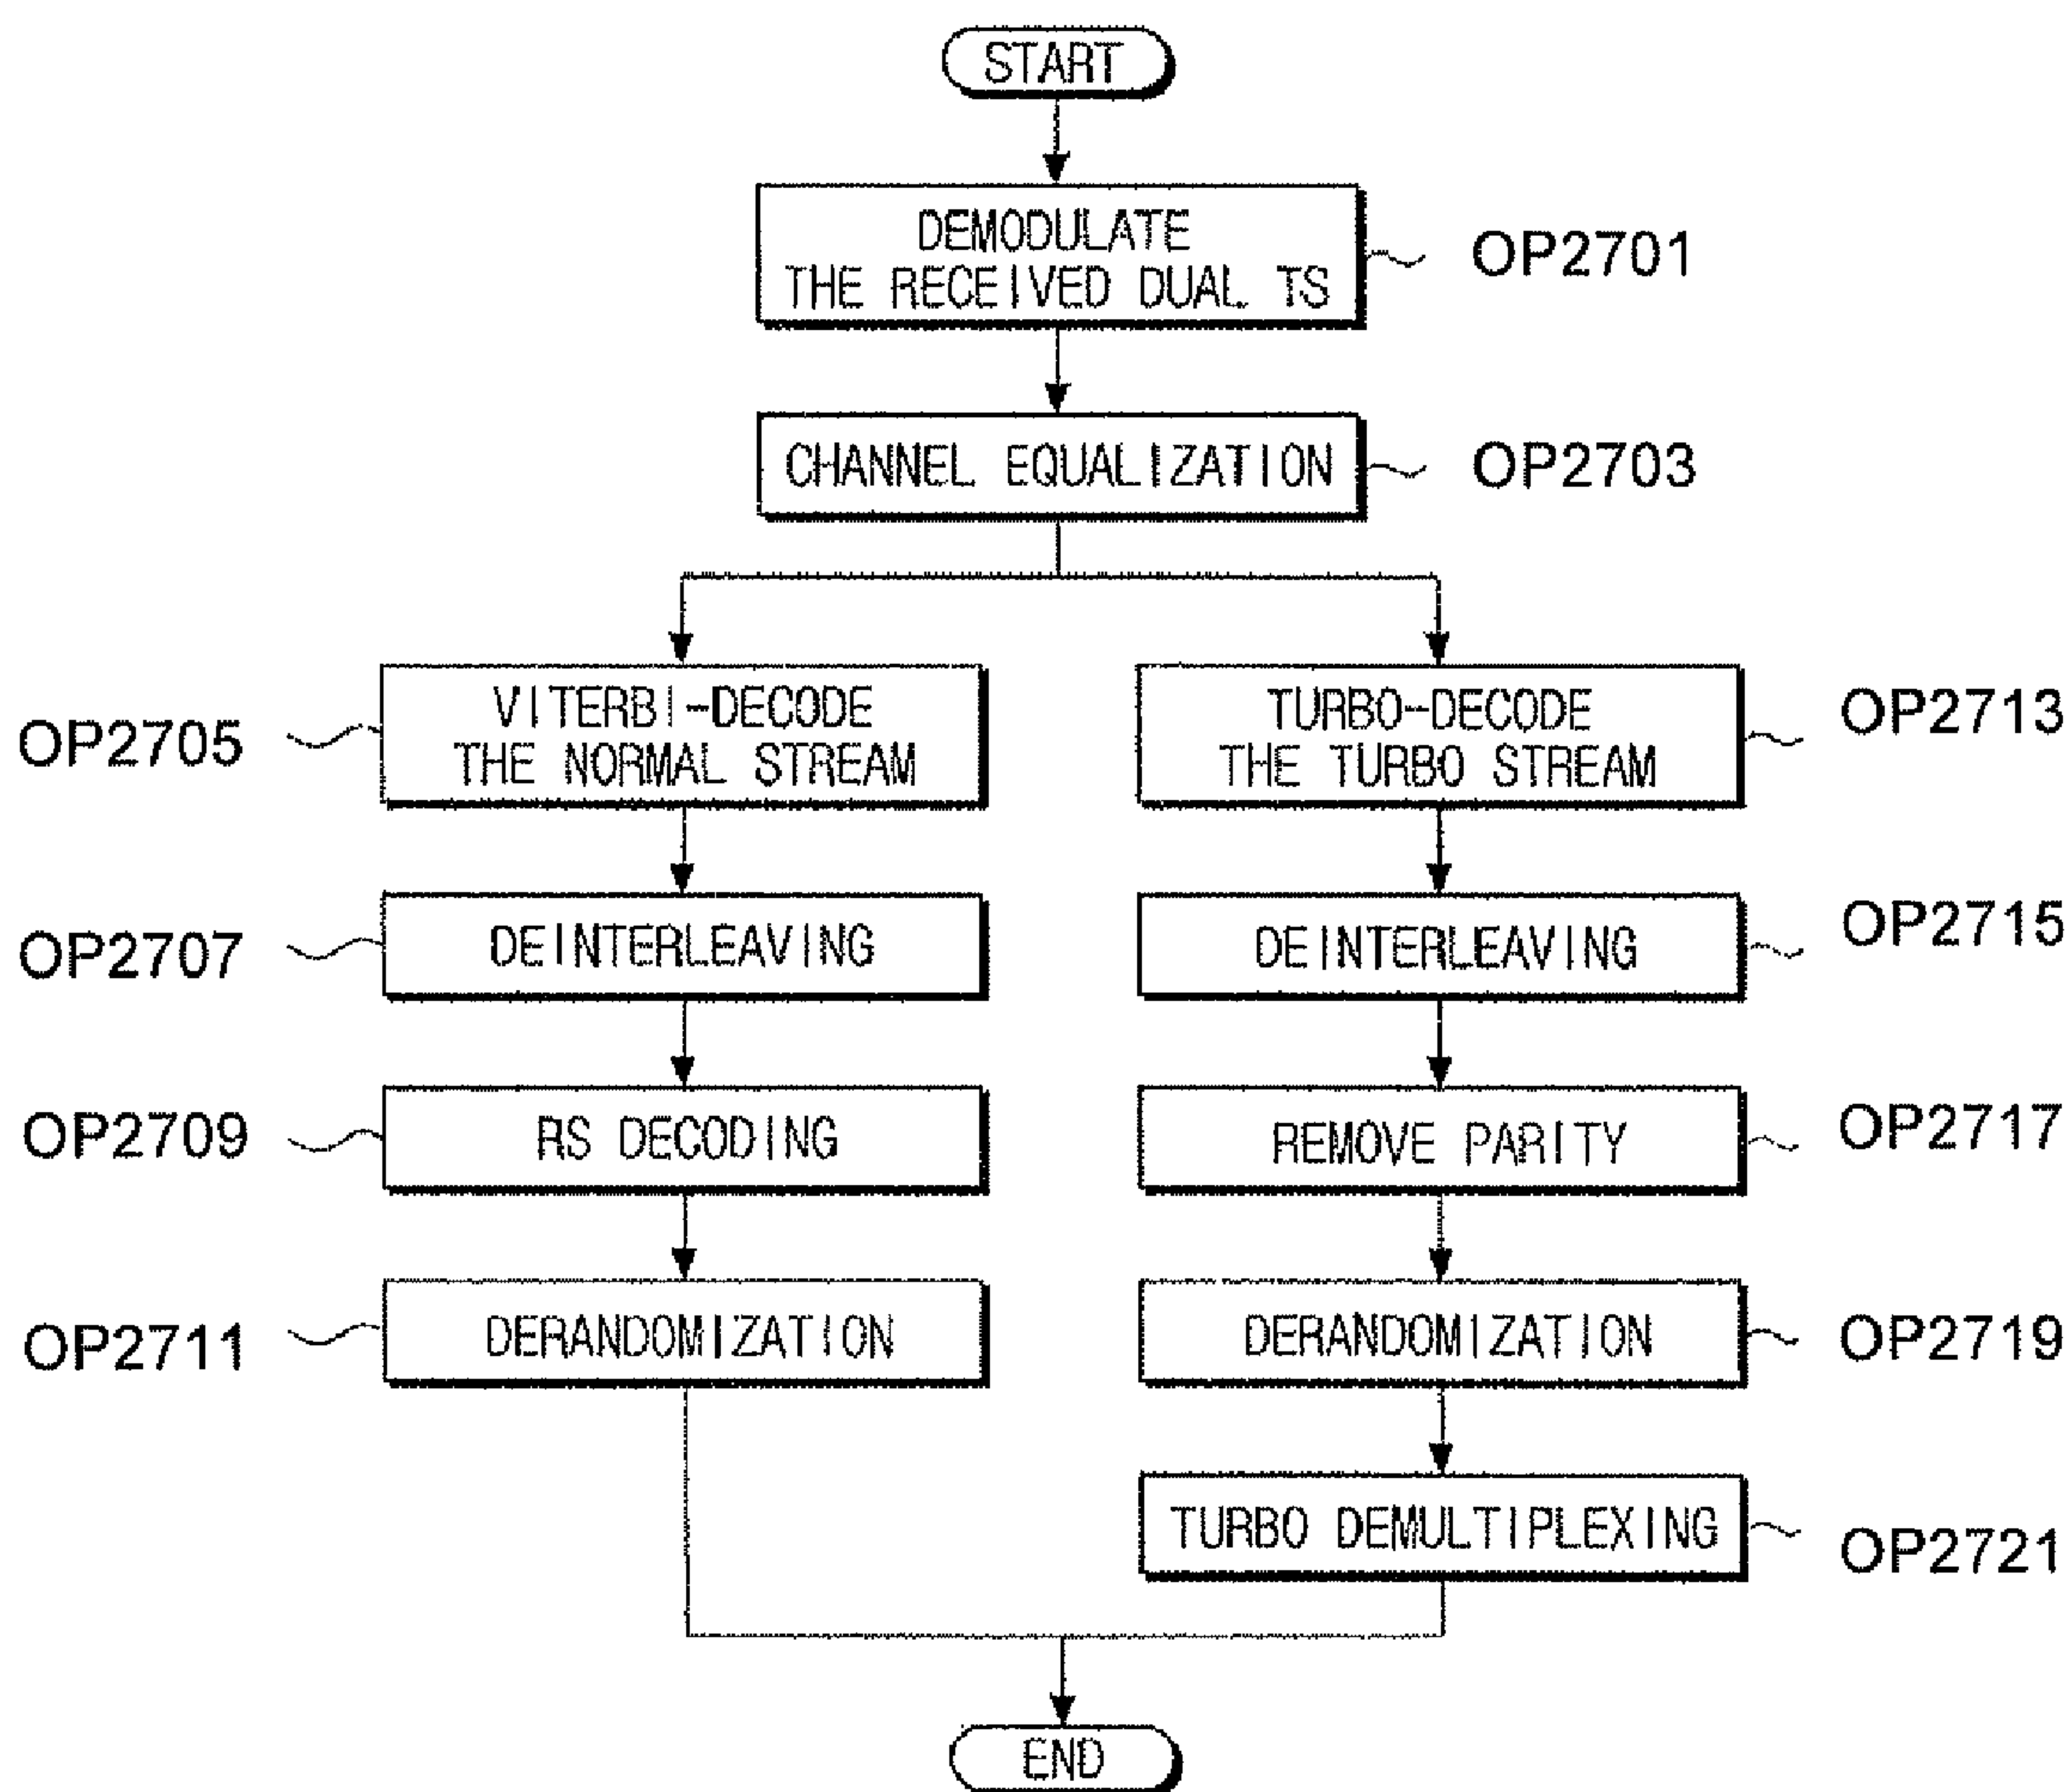 START
DEMODULATE
THE RECEIVED DUAL TS
OP2701
CHANNEL EQUALIZATION
OP2703
OP2705
VITERBI-DECODE
THE NORMAL STREAM
TURBO-DECODE
THE TURBO STREAM
OP2713
OP2707
DEINTERLEAVING
DEINTERLEAVING
OP2715
OP2709
RS DECODING
REMOVE PARITY
OP2717
OP2711
DERANDOMIZATION
DERANDOMIZATION
OP2719
TURBO DEMULTIPLEXING
OP2721
END